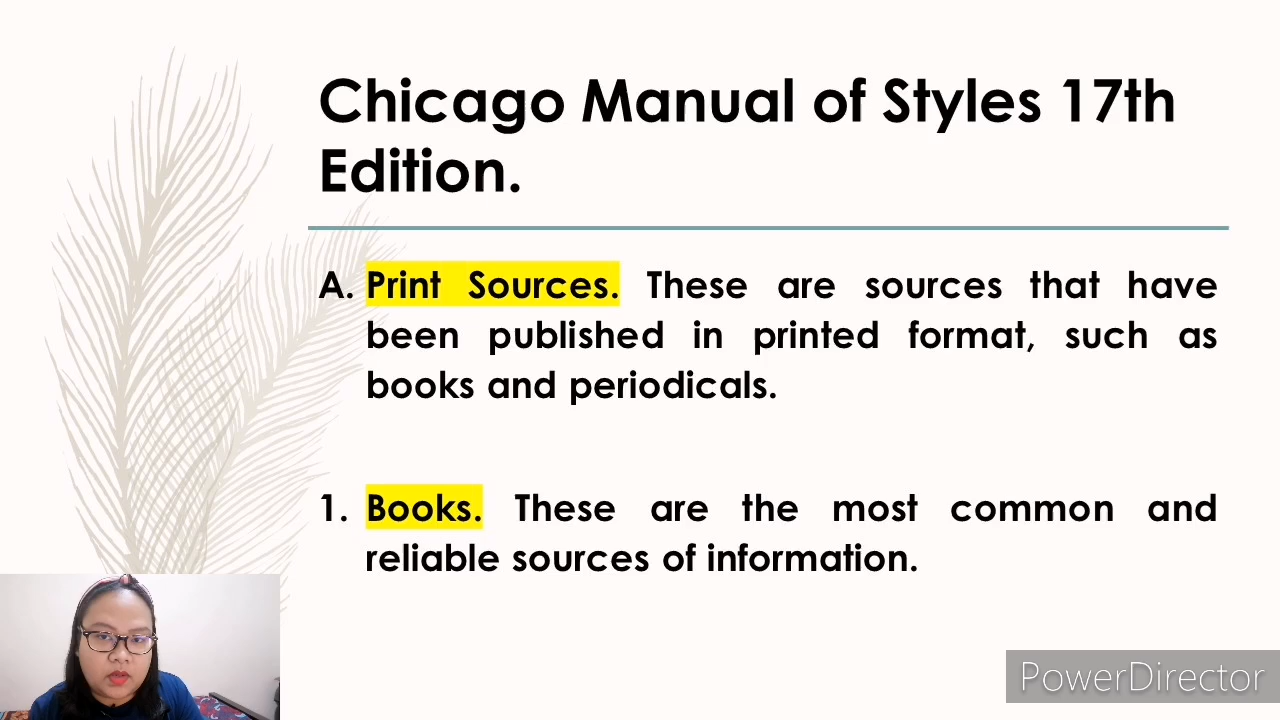 Chicago Manual of Styles 17th
Edition.
A. Print Sources. These are sources that have
been published in printed format, such as
books and periodicals.
1. Books. These are the most common and
reliable sources of information.
PowerDirector